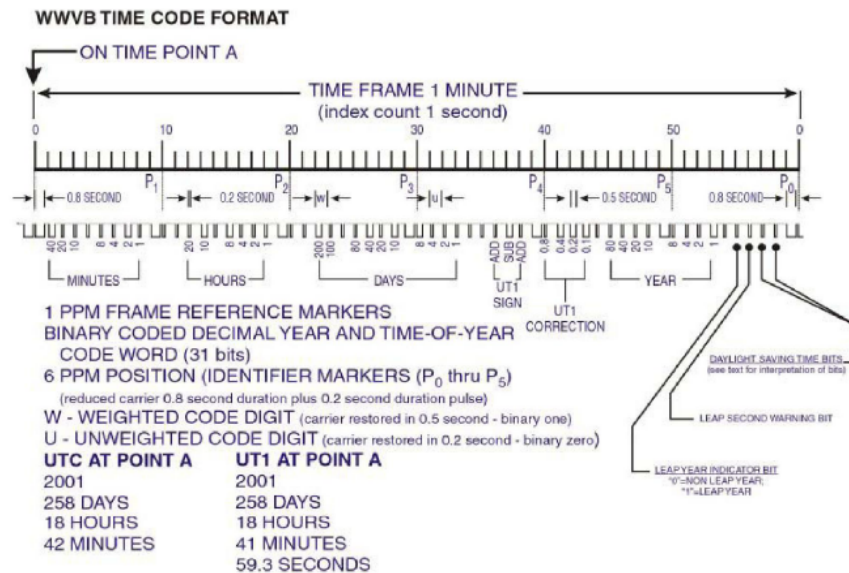 WWVB TIME CODE FORMAT
ON TIME POINT A
TIME FRAME 1 MINUTE
(index count 1 second)
0 10 20 30 40 50 0
P1 P2 P3 P4 P5 P0
0.8 SECOND 0.2 SECOND w u 0.5 SECOND 0.8 SECOND
40 20 10 8 4 2 1 20 10 8 4 2 1 200 100 80 40 20 10 8 4 2 1 ADD SUB ADD 0.8 0.4 0.2 0.1 80 40 20 10 8 4 2 1
MINUTES HOURS DAYS UT1 SIGN UT1 CORRECTION YEAR
1 PPM FRAME REFERENCE MARKERS
BINARY CODED DECIMAL YEAR AND TIME-OF-YEAR
CODE WORD (31 bits)
6 PPM POSITION (IDENTIFIER MARKERS (P0 thru P5)
(reduced carrier 0.8 second duration plus 0.2 second duration pulse)
W - WEIGHTED CODE DIGIT (carrier restored in 0.5 second - binary one)
U - UNWEIGHTED CODE DIGIT (carrier restored in 0.2 second - binary zero)
DAYLIGHT SAVING TIME BITS
(see text for interpretation of bits)
LEAP SECOND WARNING BIT
LEAP YEAR INDICATOR BIT
"0"=NON LEAP YEAR;
"1"=LEAP YEAR
UTC AT POINT A
2001
258 DAYS
18 HOURS
42 MINUTES
UT1 AT POINT A
2001
258 DAYS
18 HOURS
41 MINUTES
59.3 SECONDS